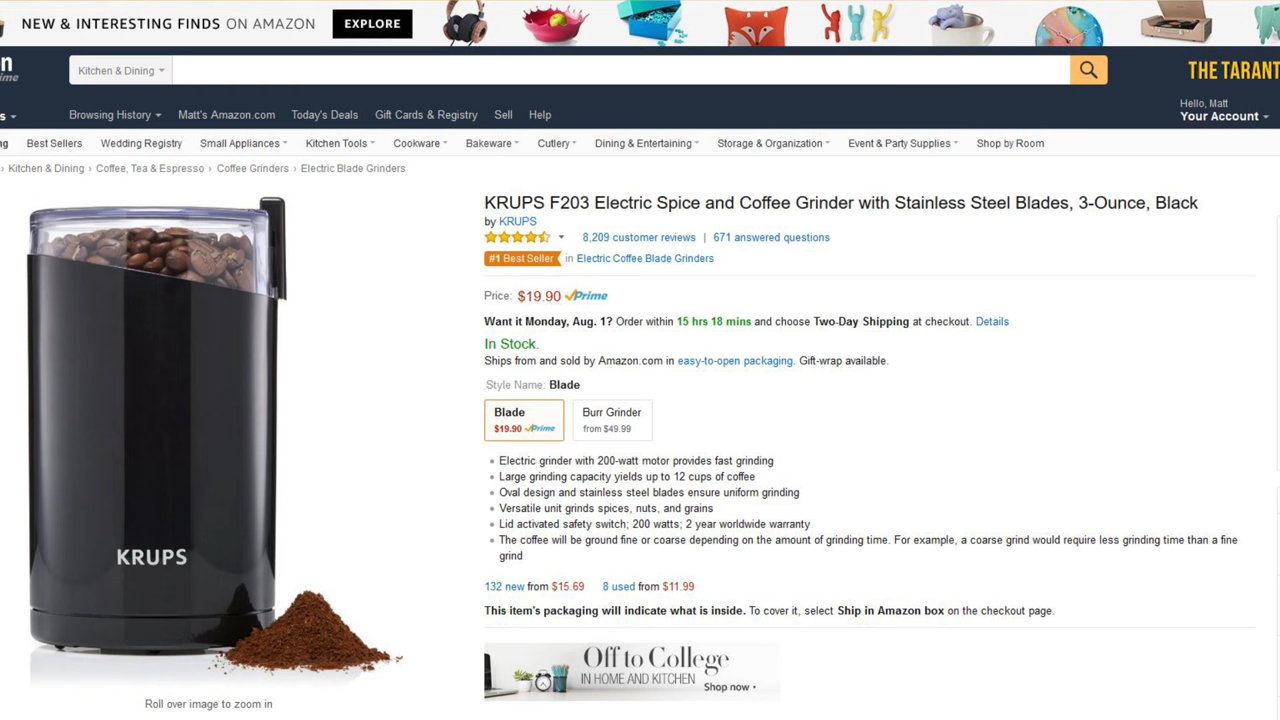 NEW & INTERESTING FINDS ON AMAZON EXPLORE
Kitchen & Dining
THE TARANT
Browsing History Matt's Amazon.com Today's Deals Gift Cards & Registry Sell Help
Hello, Matt
Your Account
Best Sellers Wedding Registry Small Appliances Kitchen Tools Cookware Bakeware Cutlery Dining & Entertaining Storage & Organization Event & Party Supplies Shop by Room
› Kitchen & Dining › Coffee, Tea & Espresso › Coffee Grinders › Electric Blade Grinders
KRUPS F203 Electric Spice and Coffee Grinder with Stainless Steel Blades, 3-Ounce, Black
by KRUPS
8,209 customer reviews | 671 answered questions
#1 Best Seller in Electric Coffee Blade Grinders
Price: $19.90 Prime
Want it Monday, Aug. 1? Order within 15 hrs 18 mins and choose Two-Day Shipping at checkout. Details
In Stock.
Ships from and sold by Amazon.com in easy-to-open packaging. Gift-wrap available.
Style Name: Blade
Blade
$19.90 Prime
Burr Grinder
from $49.99
Electric grinder with 200-watt motor provides fast grinding
Large grinding capacity yields up to 12 cups of coffee
Oval design and stainless steel blades ensure uniform grinding
Versatile unit grinds spices, nuts, and grains
Lid activated safety switch; 200 watts; 2 year worldwide warranty
The coffee will be ground fine or coarse depending on the amount of grinding time. For example, a coarse grind would require less grinding time than a fine
grind
KRUPS
132 new from $15.69 8 used from $11.99
This item's packaging will indicate what is inside. To cover it, select Ship in Amazon box on the checkout page.
Off to College
IN HOME AND KITCHEN
Shop now
Roll over image to zoom in